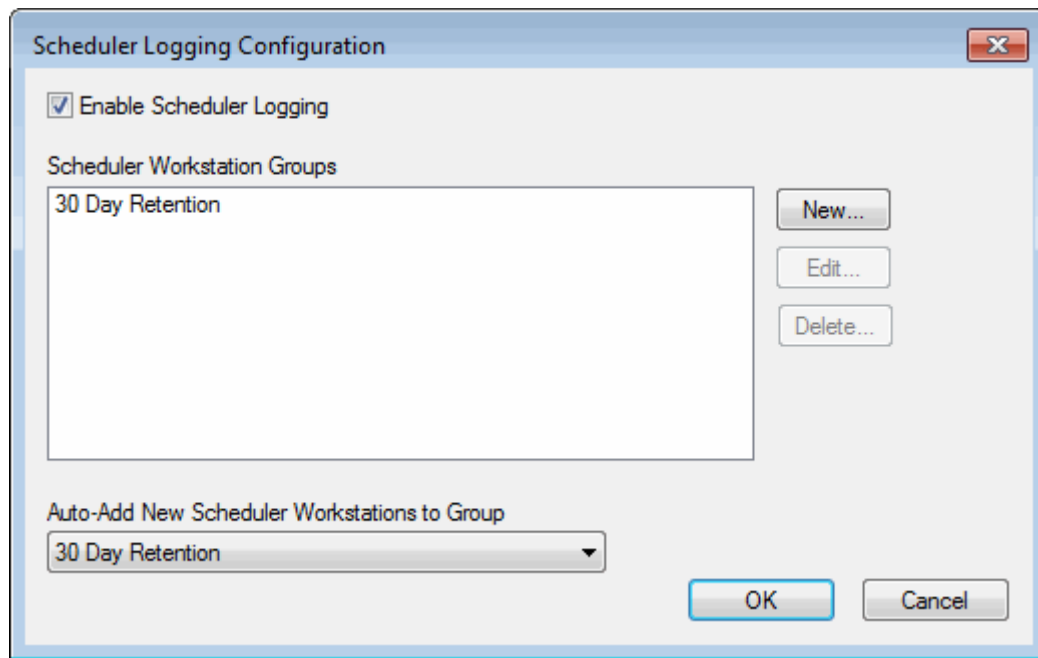 Scheduler Logging Configuration
Enable Scheduler Logging
Scheduler Workstation Groups
30 Day Retention
New...
Edit...
Delete...
Auto-Add New Scheduler Workstations to Group
30 Day Retention
OK
Cancel